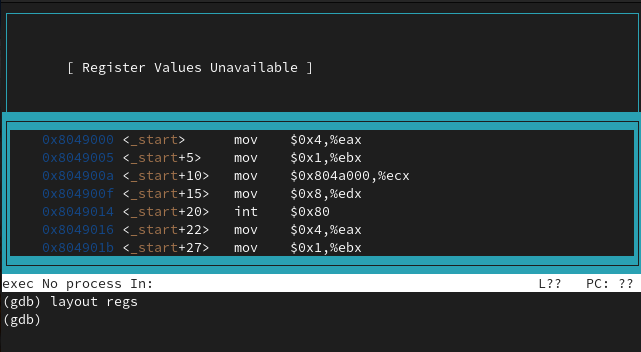 [ Register Values Unavailable ]
0x8049000 <_start> mov $0x4,%eax
0x8049005 <_start+5> mov $0x1,%ebx
0x804900a <_start+10> mov $0x804a000,%ecx
0x804900f <_start+15> mov $0x8,%edx
0x8049014 <_start+20> int $0x80
0x8049016 <_start+22> mov $0x4,%eax
0x804901b <_start+27> mov $0x1,%ebx
exec No process In: L?? PC: ??
(gdb) layout regs
(gdb)